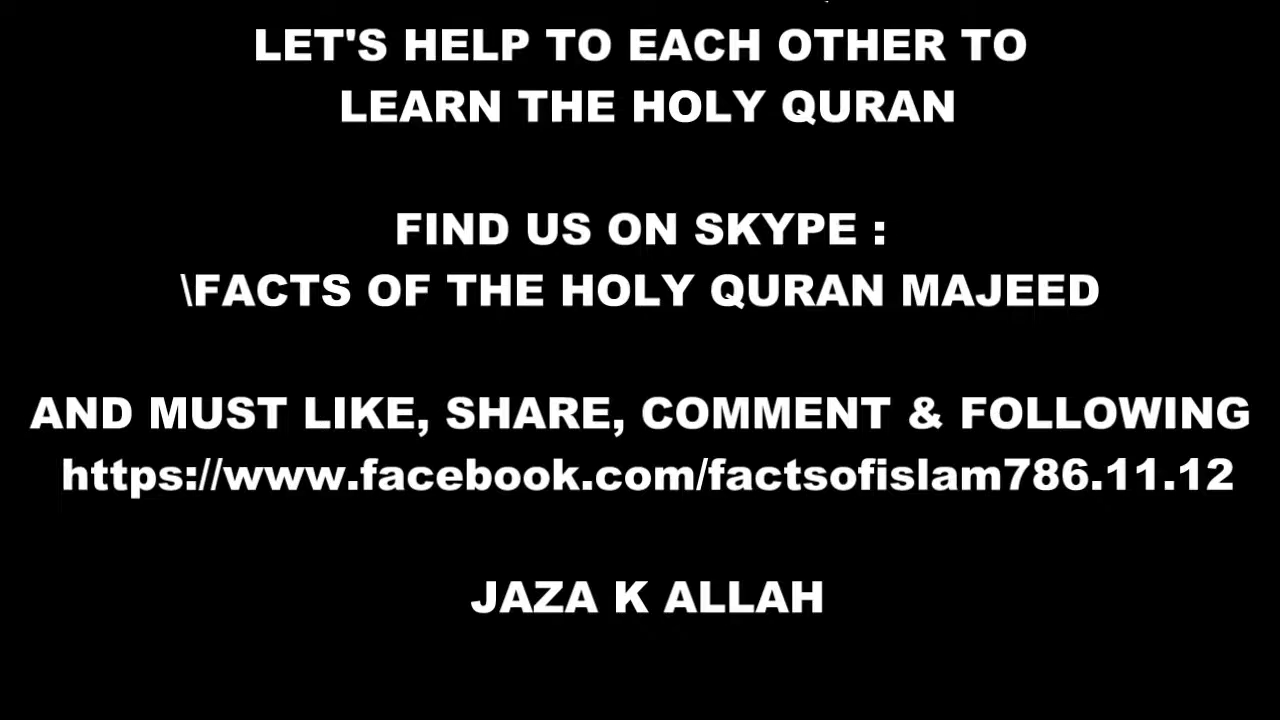 LET'S HELP TO EACH OTHER TO
LEARN THE HOLY QURAN
FIND US ON SKYPE :
\FACTS OF THE HOLY QURAN MAJEED
AND MUST LIKE, SHARE, COMMENT & FOLLOWING
https://www.facebook.com/factsofislam786.11.12
JAZA K ALLAH